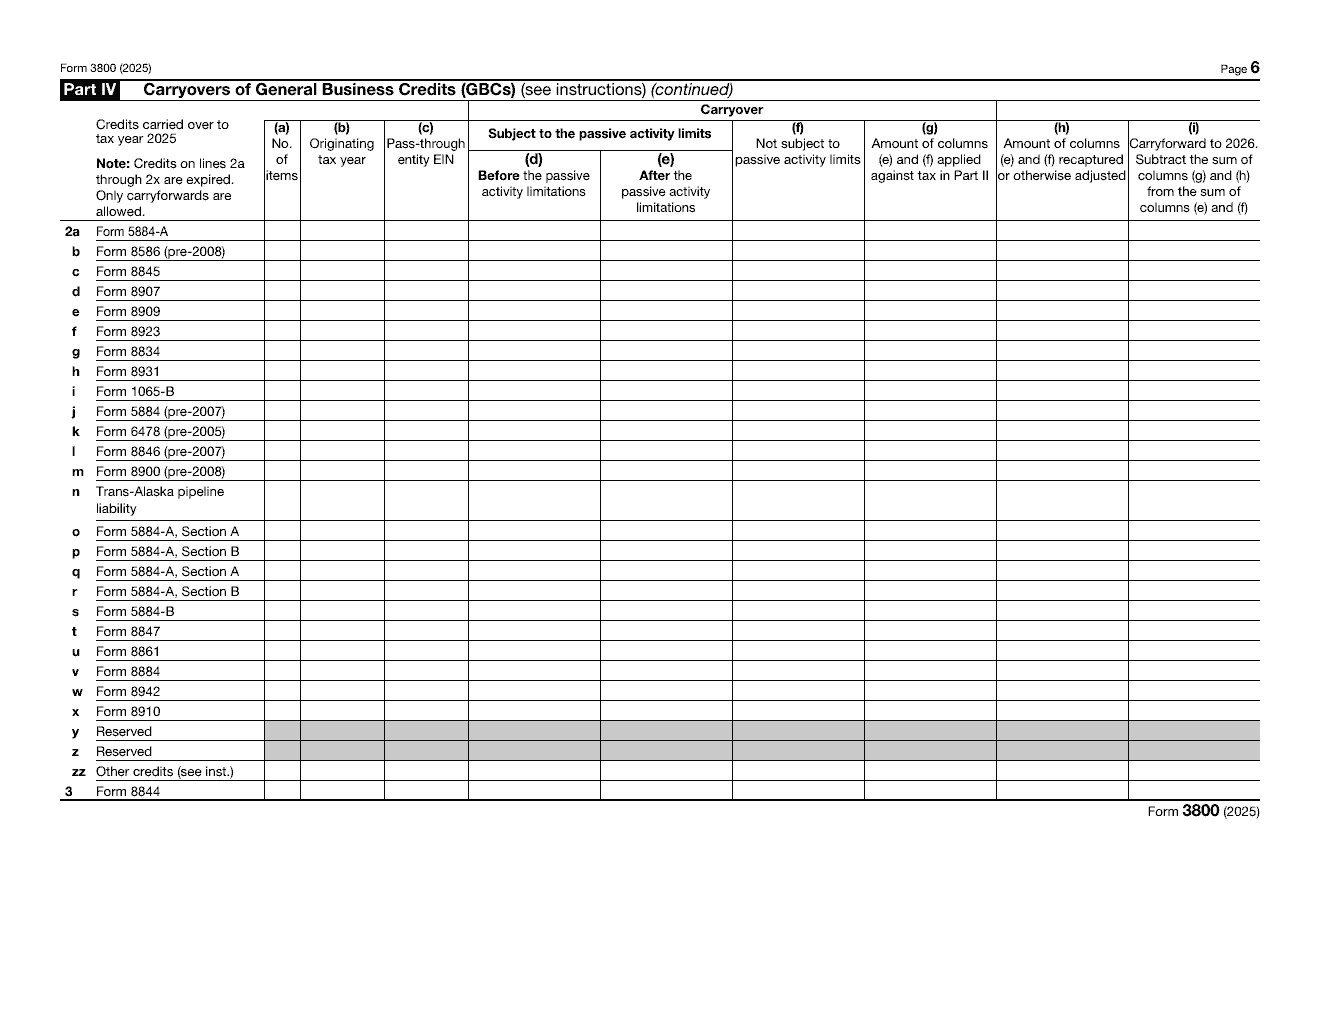 Form 3800 (2025)
Page 6
Part IV Carryovers of General Business Credits (GBCs) (see instructions) (continued)
Credits carried over to
tax year 2025
Note: Credits on lines 2a
through 2x are expired.
Only carryforwards are
allowed.
(a)
No.
of
items
(b)
Originating
tax year
(c)
Pass-through
entity EIN
Carryover
Subject to the passive activity limits
(d)
Before the passive
activity limitations
(e)
After the
passive activity
limitations
(f)
Not subject to
passive activity limits
(g)
Amount of columns
(e) and (f) applied
against tax in Part II
(h)
Amount of columns
(e) and (f) recaptured
or otherwise adjusted
(i)
Carryforward to 2026.
Subtract the sum of
columns (g) and (h)
from the sum of
columns (e) and (f)
2a Form 5884-A
b Form 8586 (pre-2008)
c Form 8845
d Form 8907
e Form 8909
f Form 8923
g Form 8834
h Form 8931
i Form 1065-B
j Form 5884 (pre-2007)
k Form 6478 (pre-2005)
l Form 8846 (pre-2007)
m Form 8900 (pre-2008)
n Trans-Alaska pipeline
liability
o Form 5884-A, Section A
p Form 5884-A, Section B
q Form 5884-A, Section A
r Form 5884-A, Section B
s Form 5884-B
t Form 8847
u Form 8861
v Form 8884
w Form 8942
x Form 8910
y Reserved
z Reserved
zz Other credits (see inst.)
3 Form 8844
Form 3800 (2025)